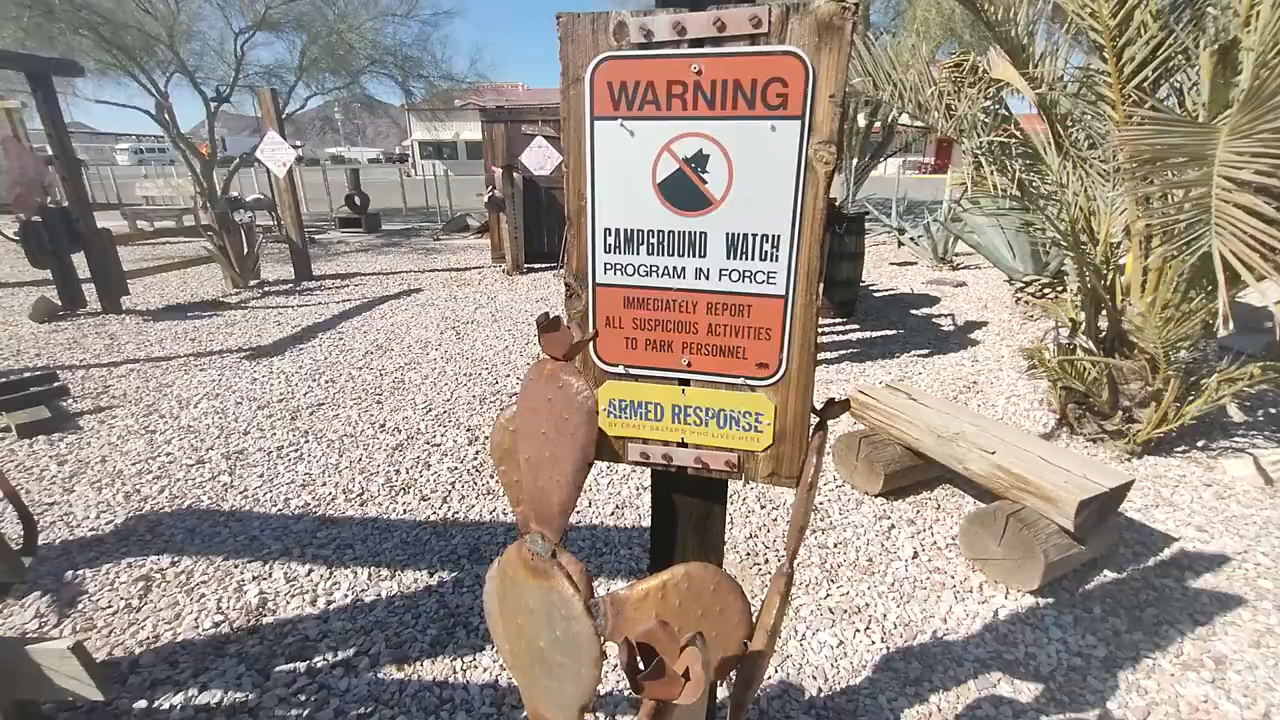 WARNING
CAMPGROUND WATCH
PROGRAM IN FORCE
IMMEDIATELY REPORT
ALL SUSPICIOUS ACTIVITIES
TO PARK PERSONNEL
ARMED RESPONSE
BY CRAZY BASTARD WHO LIVES HERE